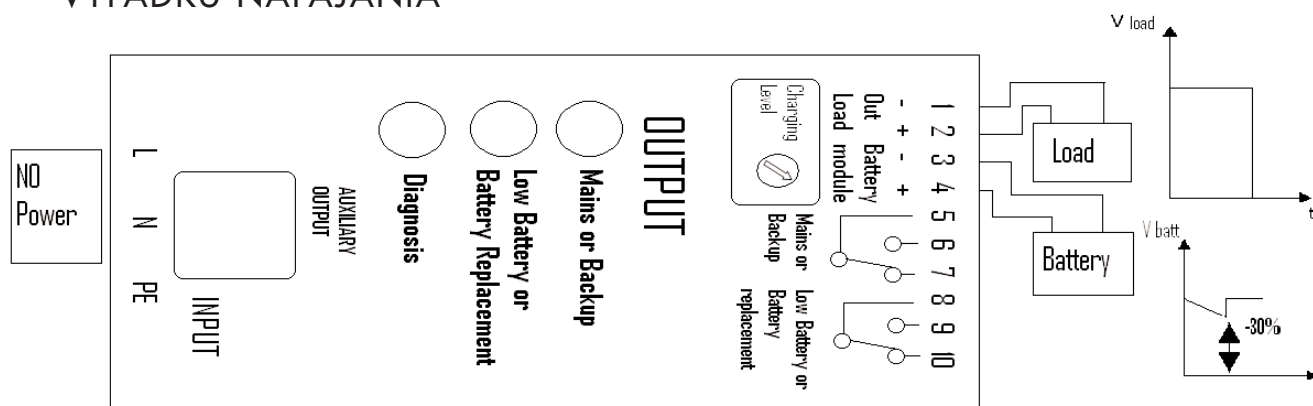 VÝPADKU NAPÁJANIA
NO
Power
L
N
PE
INPUT
AUXILIARY
OUTPUT
Diagnosis
Low Battery or
Battery Replacement
Mains or Backup
OUTPUT
Charging
Level
Out Battery
Load module
- + - +
1 2 3 4 5 6 7 8 9 10
Mains or
Backup
Low Battery or
Battery
replacement
Load
Battery
V load
t
V batt
-30%